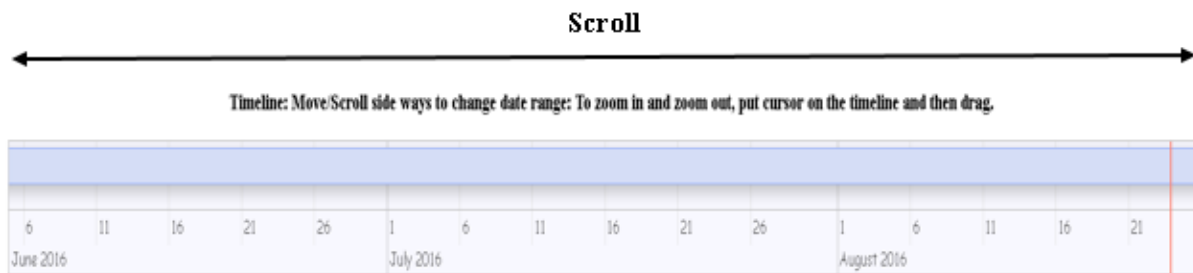 Scroll
Timeline: Move/Scroll side ways to change date range: To zoom in and zoom out, put cursor on the timeline and then drag.
6 11 16 21 26 1 6 11 16 21 26 1 6 11 16 21
June 2016 July 2016 August 2016